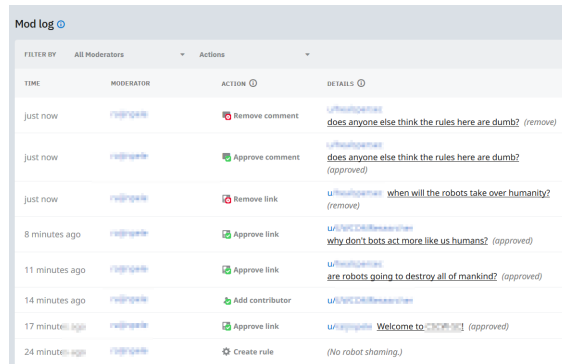 Mod log
FILTER BY All Moderators Actions
TIME MODERATOR ACTION DETAILS
just now Remove comment
does anyone else think the rules here are dumb? (remove)
just now Approve comment
does anyone else think the rules here are dumb?
(approved)
just now Remove link u/ when will the robots take over humanity?
(remove)
8 minutes ago Approve link u/
why don't bots act more like us humans? (approved)
11 minutes ago Approve link u/
are robots going to destroy all of mankind? (approved)
14 minutes ago Add contributor u/
17 minutes ago Approve link u/ Welcome to ! (approved)
24 minutes ago Create rule (No robot shaming.)